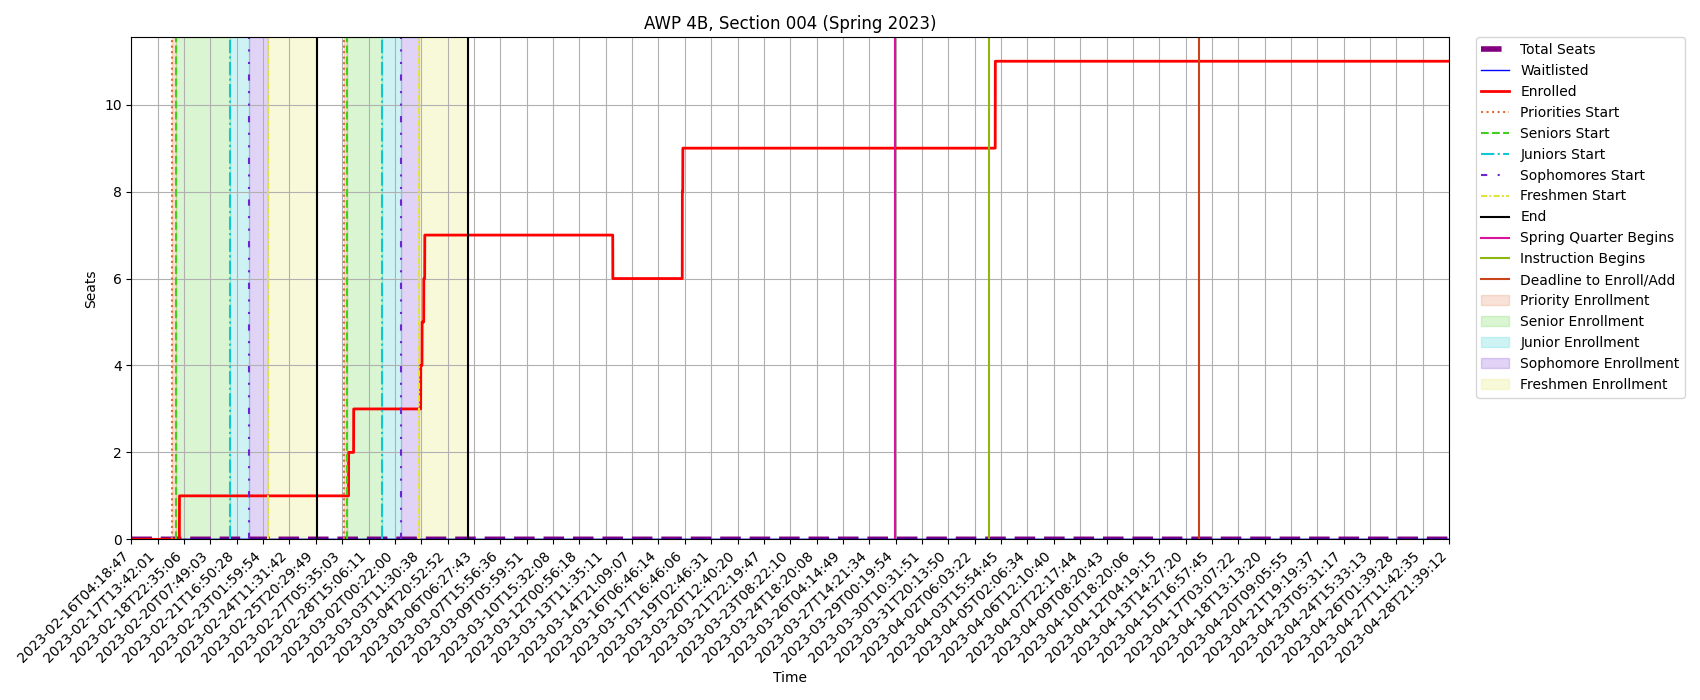 AWP 4B, Section 004 (Spring 2023)
Seats
10
8
6
4
2
0
2023-02-16T04:18:47
2023-02-17T13:42:01
2023-02-18T22:35:06
2023-02-20T07:49:03
2023-02-21T16:50:28
2023-02-23T01:59:54
2023-02-24T11:31:42
2023-02-25T20:29:49
2023-02-27T05:35:03
2023-02-28T15:06:11
2023-03-02T00:22:00
2023-03-03T11:30:38
2023-03-04T20:52:52
2023-03-06T06:27:43
2023-03-07T15:56:36
2023-03-09T05:59:51
2023-03-10T15:32:08
2023-03-12T00:56:18
2023-03-13T11:35:11
2023-03-14T21:09:07
2023-03-16T06:46:14
2023-03-17T16:46:06
2023-03-19T02:46:31
2023-03-20T12:40:20
2023-03-21T22:19:47
2023-03-23T08:22:10
2023-03-24T18:20:08
2023-03-26T04:14:49
2023-03-27T14:21:34
2023-03-29T00:19:54
2023-03-30T10:31:51
2023-03-31T20:13:50
2023-04-02T06:03:22
2023-04-03T15:54:45
2023-04-05T02:06:34
2023-04-06T12:10:40
2023-04-07T22:17:44
2023-04-09T08:20:43
2023-04-10T18:20:06
2023-04-12T04:19:15
2023-04-13T14:27:20
2023-04-15T16:57:45
2023-04-17T03:07:22
2023-04-18T13:13:20
2023-04-20T09:05:55
2023-04-21T19:19:37
2023-04-23T05:31:17
2023-04-24T15:33:13
2023-04-26T01:39:28
2023-04-27T11:42:35
2023-04-28T21:39:12
Time
Total Seats
Waitlisted
Enrolled
Priorities Start
Seniors Start
Juniors Start
Sophomores Start
Freshmen Start
End
Spring Quarter Begins
Instruction Begins
Deadline to Enroll/Add
Priority Enrollment
Senior Enrollment
Junior Enrollment
Sophomore Enrollment
Freshmen Enrollment